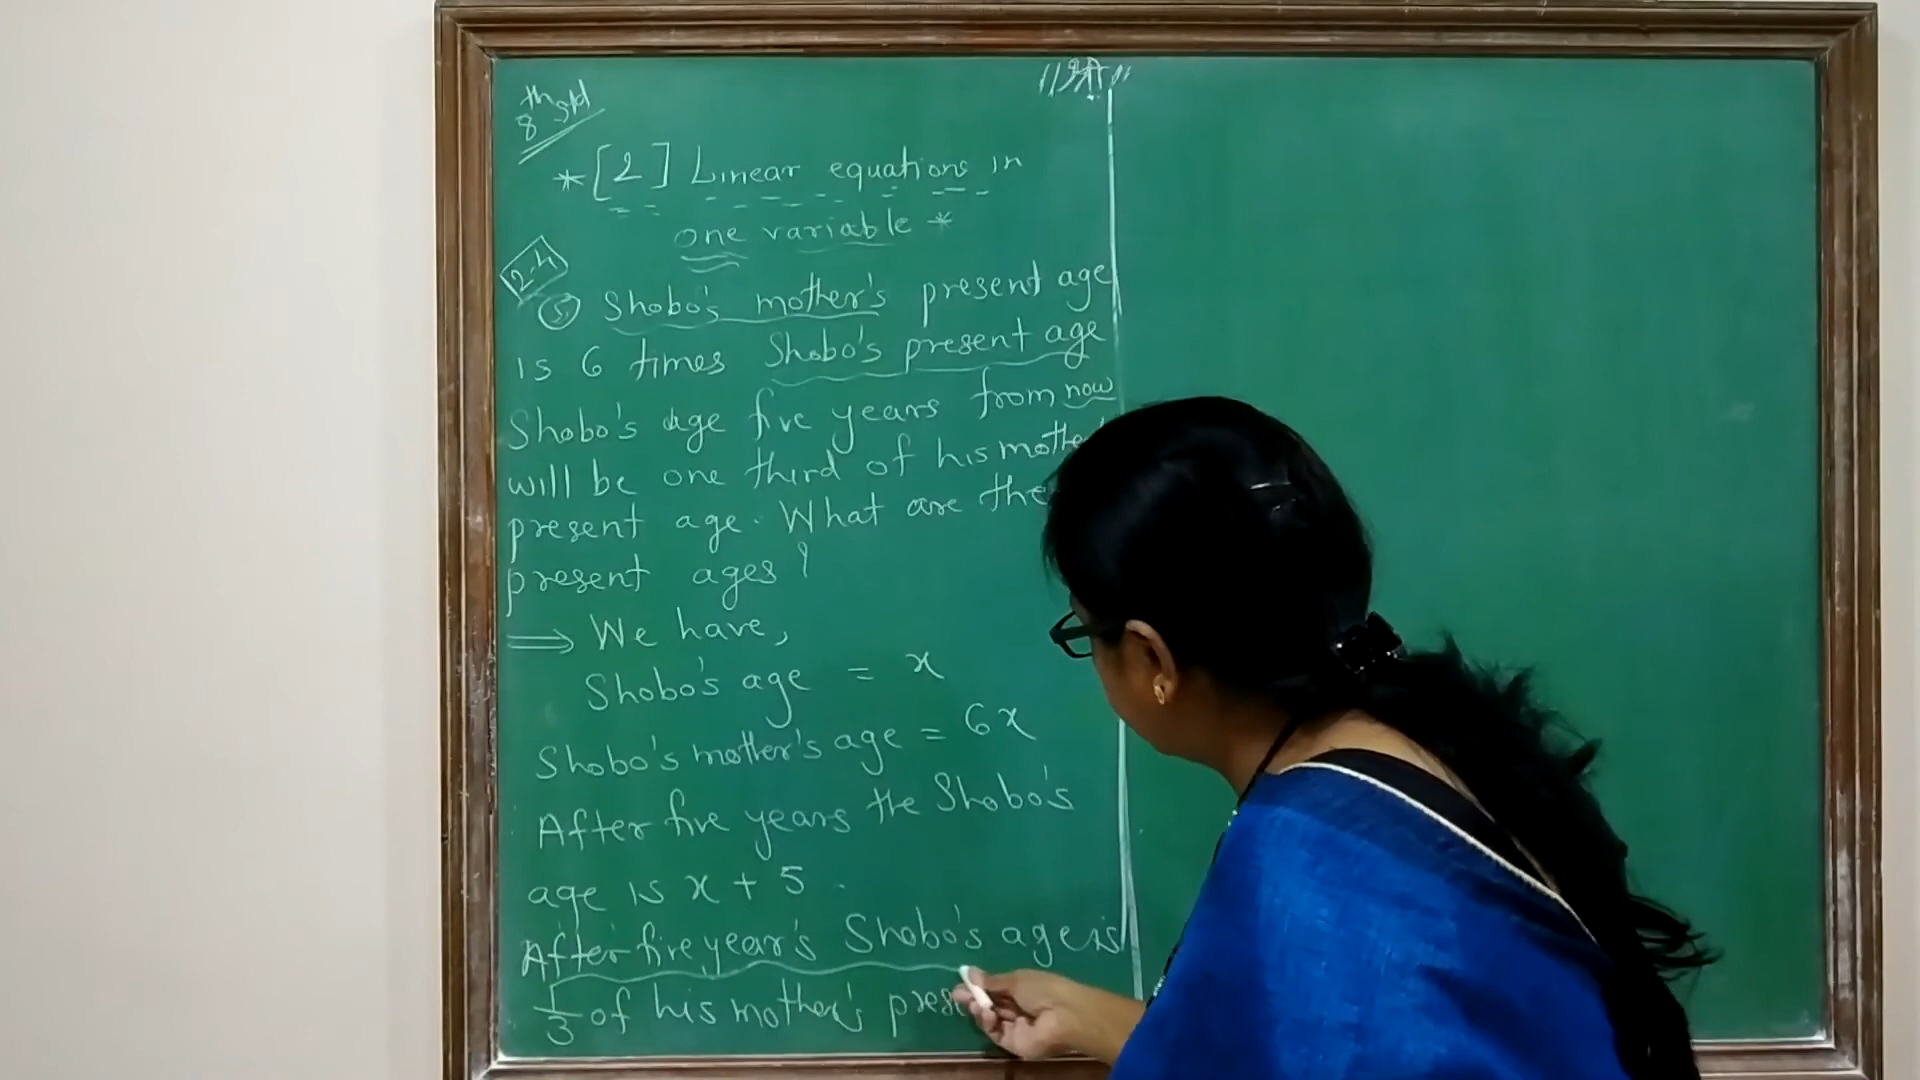 8th std
* [2] Linear equations in
one variable *
2.4
5. Shobo's mother's present age
is 6 times Shobo's present age
Shobo's age five years from now
will be one third of his
present age. What are
present ages?
⟹ We have,
Shobo's age = x
Shobo's mother's age = 6x
After five years the Shobo's
age is x + 5.
After five year's Shobo's age is
1/3 of his mother's